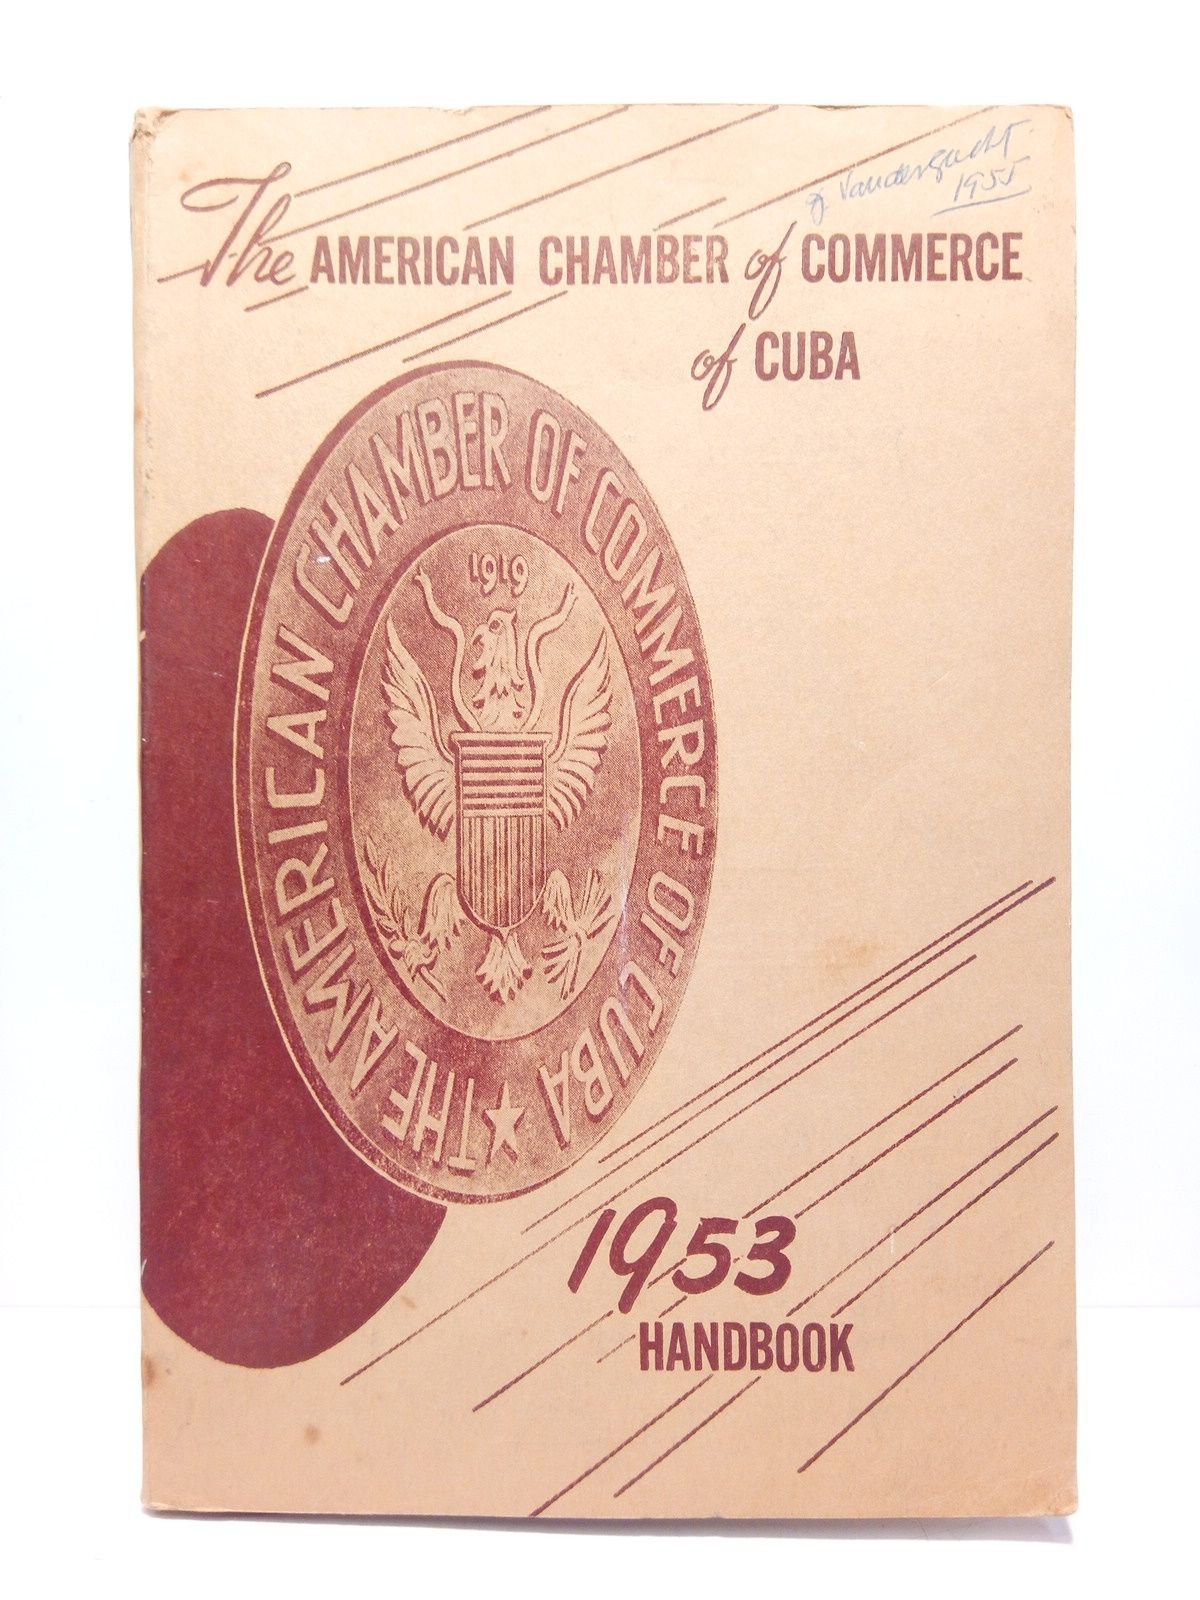 J. Vandergucht
1955
The AMERICAN CHAMBER of COMMERCE
of CUBA
THE AMERICAN CHAMBER OF COMMERCE OF CUBA
1919
1953
HANDBOOK